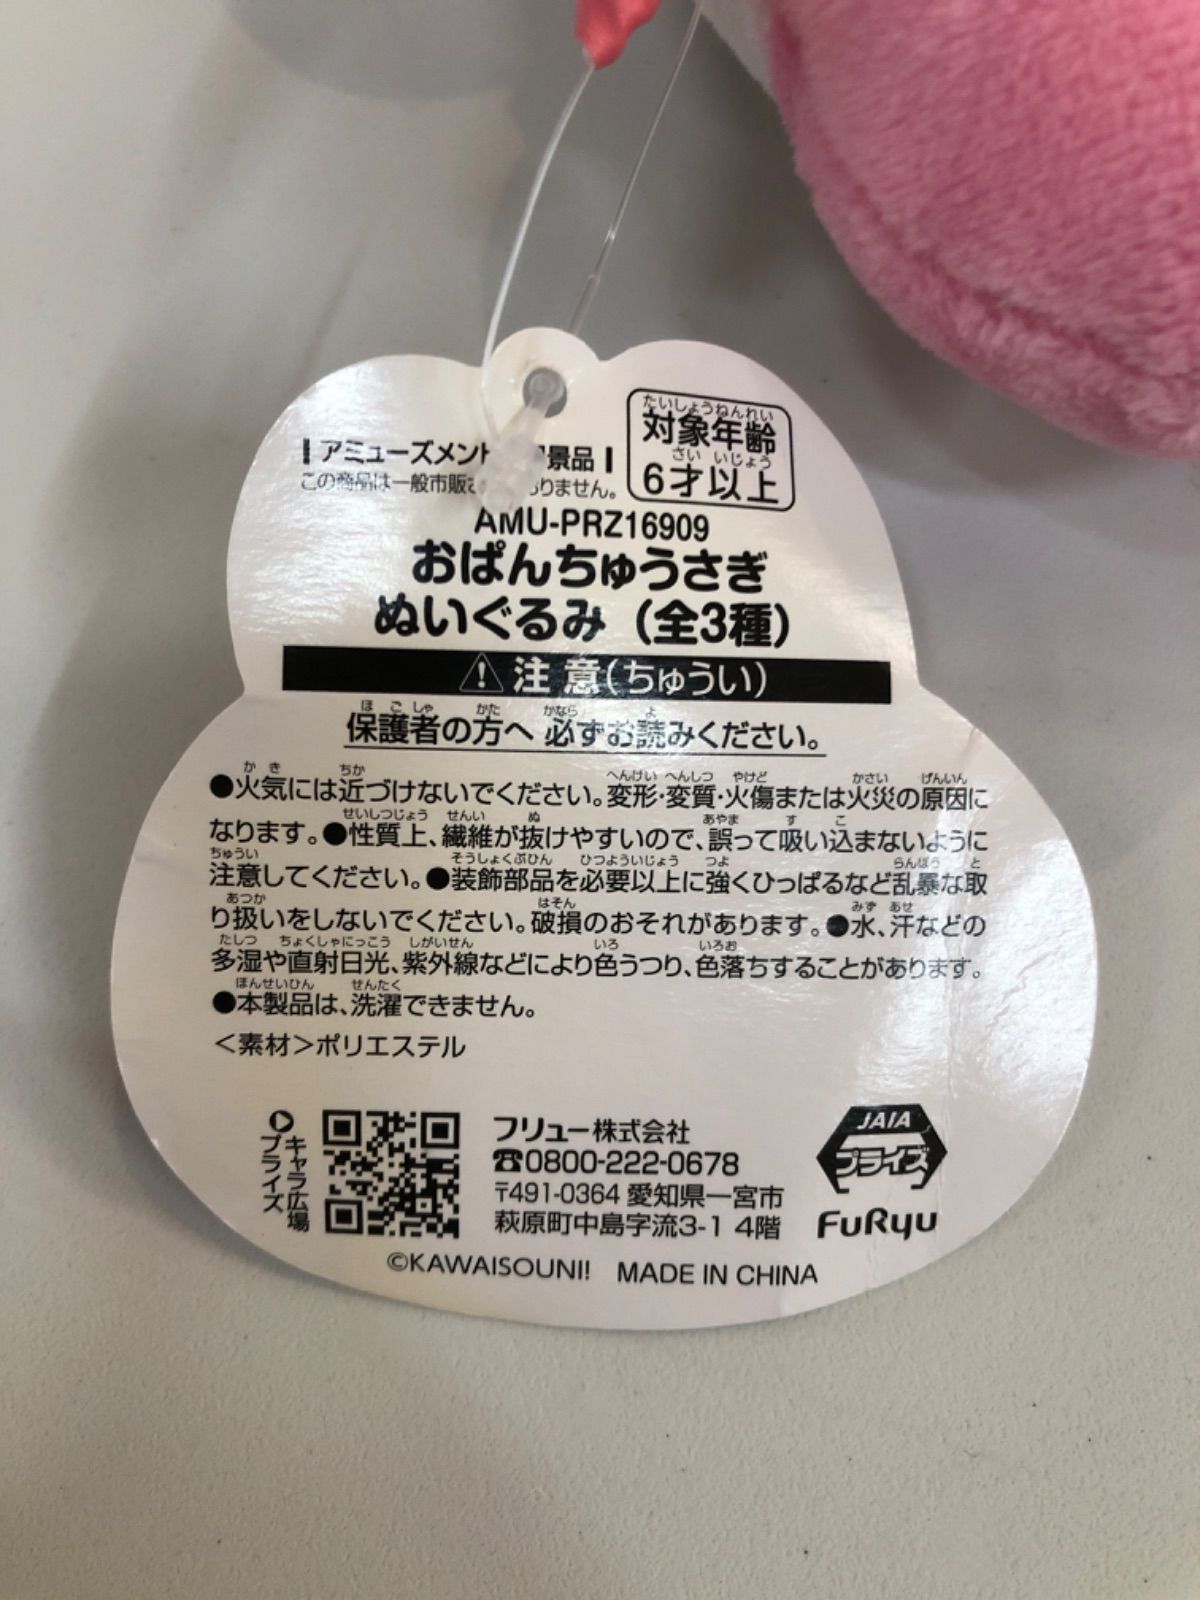 対象年齢
6才以上
アミューズメント 景品
この商品は一般市販 ありません。
AMU-PRZ16909
おぱんちゅうさぎ
ぬいぐるみ（全3種）
注意（ちゅうい）
保護者の方へ 必ずお読みください。
●火気には近づけないでください。変形・変質・火傷または火災の原因に
なります。●性質上、繊維が抜けやすいので、誤って吸い込まないように
注意してください。●装飾部品を必要以上に強くひっぱるなど乱暴な取
り扱いをしないでください。破損のおそれがあります。●水、汗などの
多湿や直射日光、紫外線などにより色うつり、色落ちすることがあります。
●本製品は、洗濯できません。
＜素材＞ポリエステル
キャラ広場
プライズ
フリュー株式会社
☎0800-222-0678
〒491-0364 愛知県一宮市
萩原町中島字流3-1 4階
JAIA
プライズ
FuRyu
©KAWAISOUNI! MADE IN CHINA